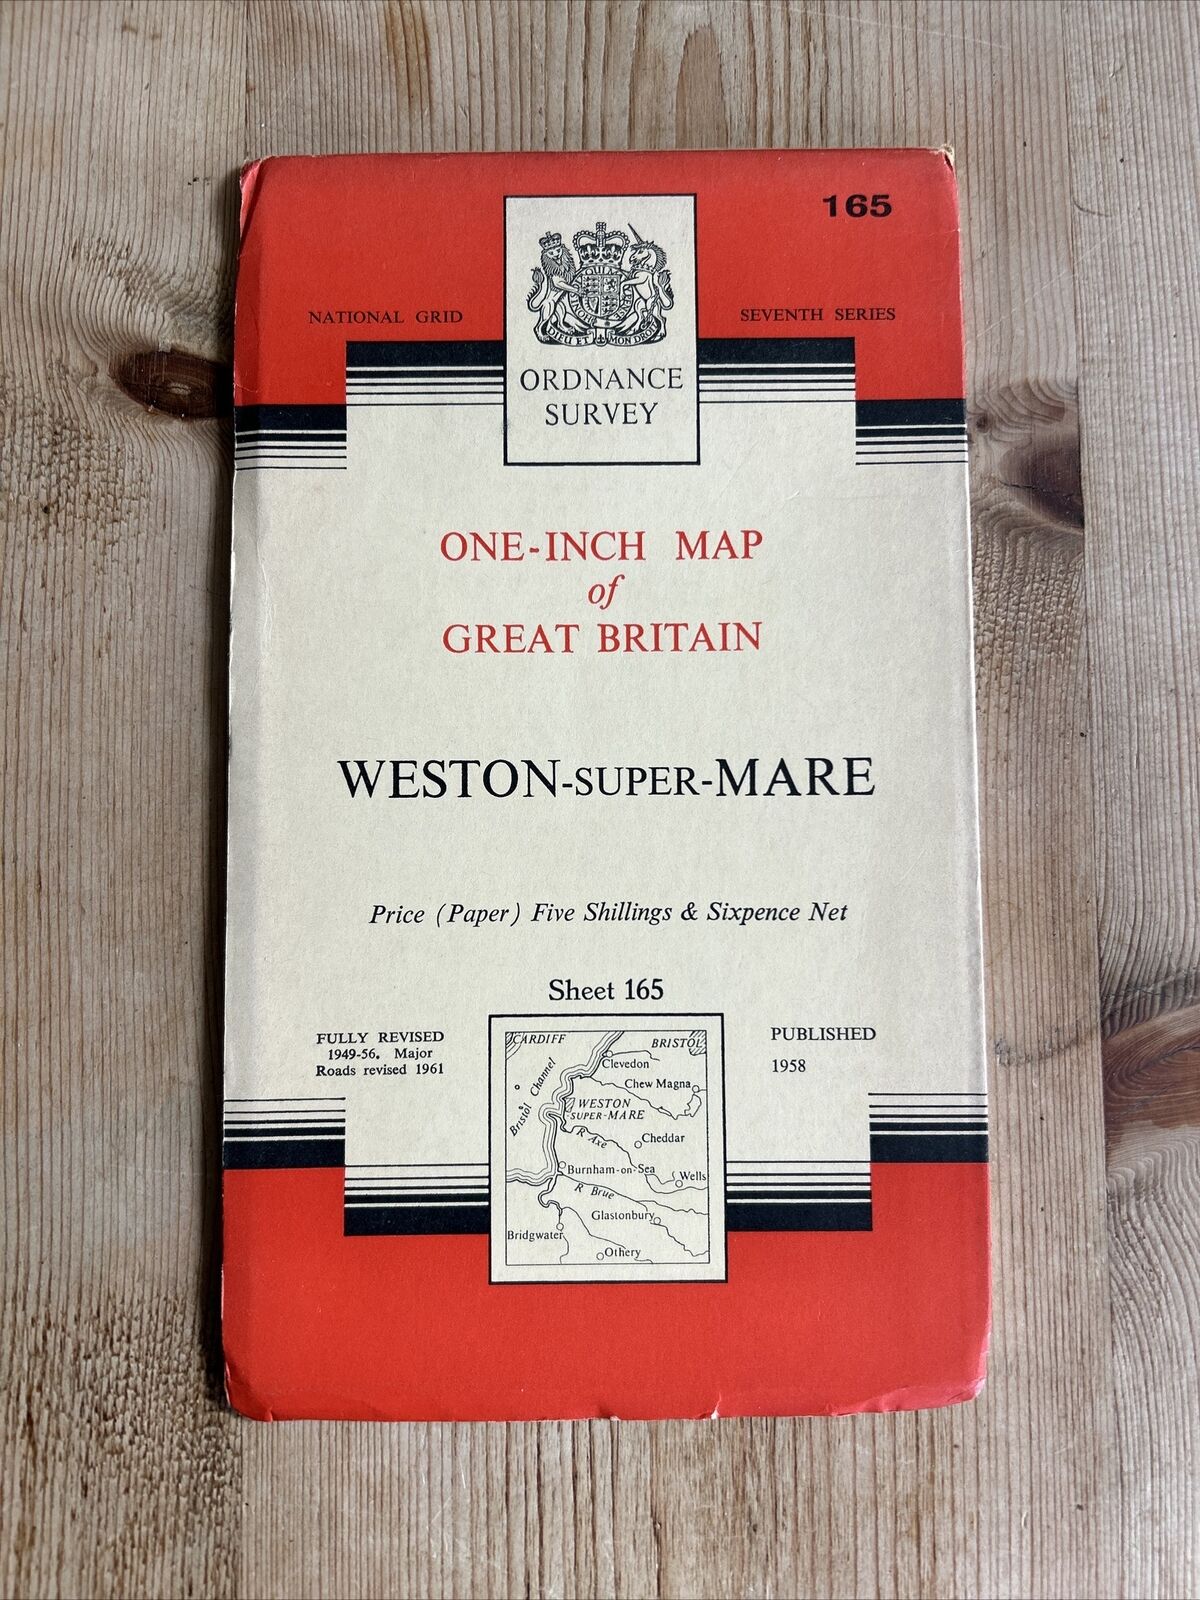 165
NATIONAL GRID
SEVENTH SERIES
DIEU ET MON DROIT
ORDNANCE
SURVEY
ONE-INCH MAP
of
GREAT BRITAIN
WESTON-SUPER-MARE
Price (Paper) Five Shillings & Sixpence Net
Sheet 165
FULLY REVISED
1949-56. Major
Roads revised 1961
PUBLISHED
1958
CARDIFF
BRISTOL
Clevedon
Chew Magna
Bristol Channel
WESTON
SUPER-MARE
R Axe
Cheddar
Burnham-on-Sea
Wells
R Brue
Glastonbury
Bridgwater
Othery